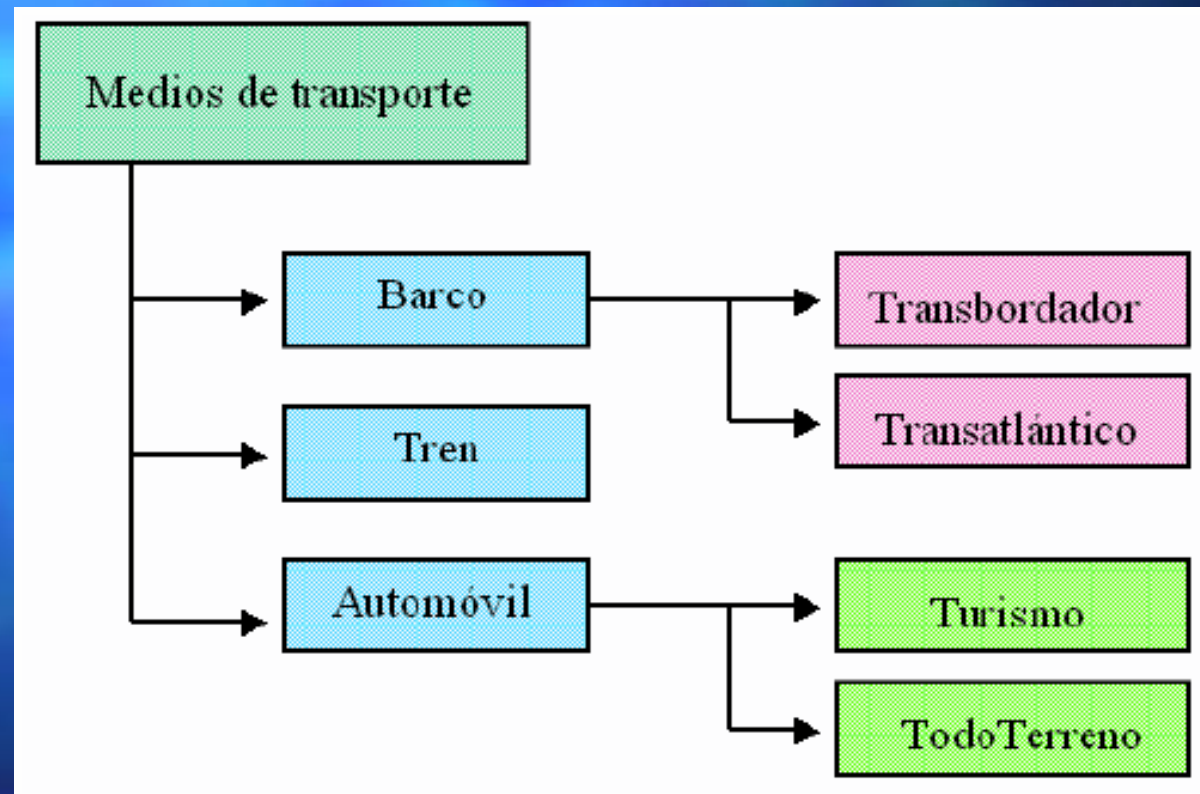 Medios de transporte
Barco
Transbordador
Transatlántico
Tren
Automóvil
Turismo
TodoTerreno